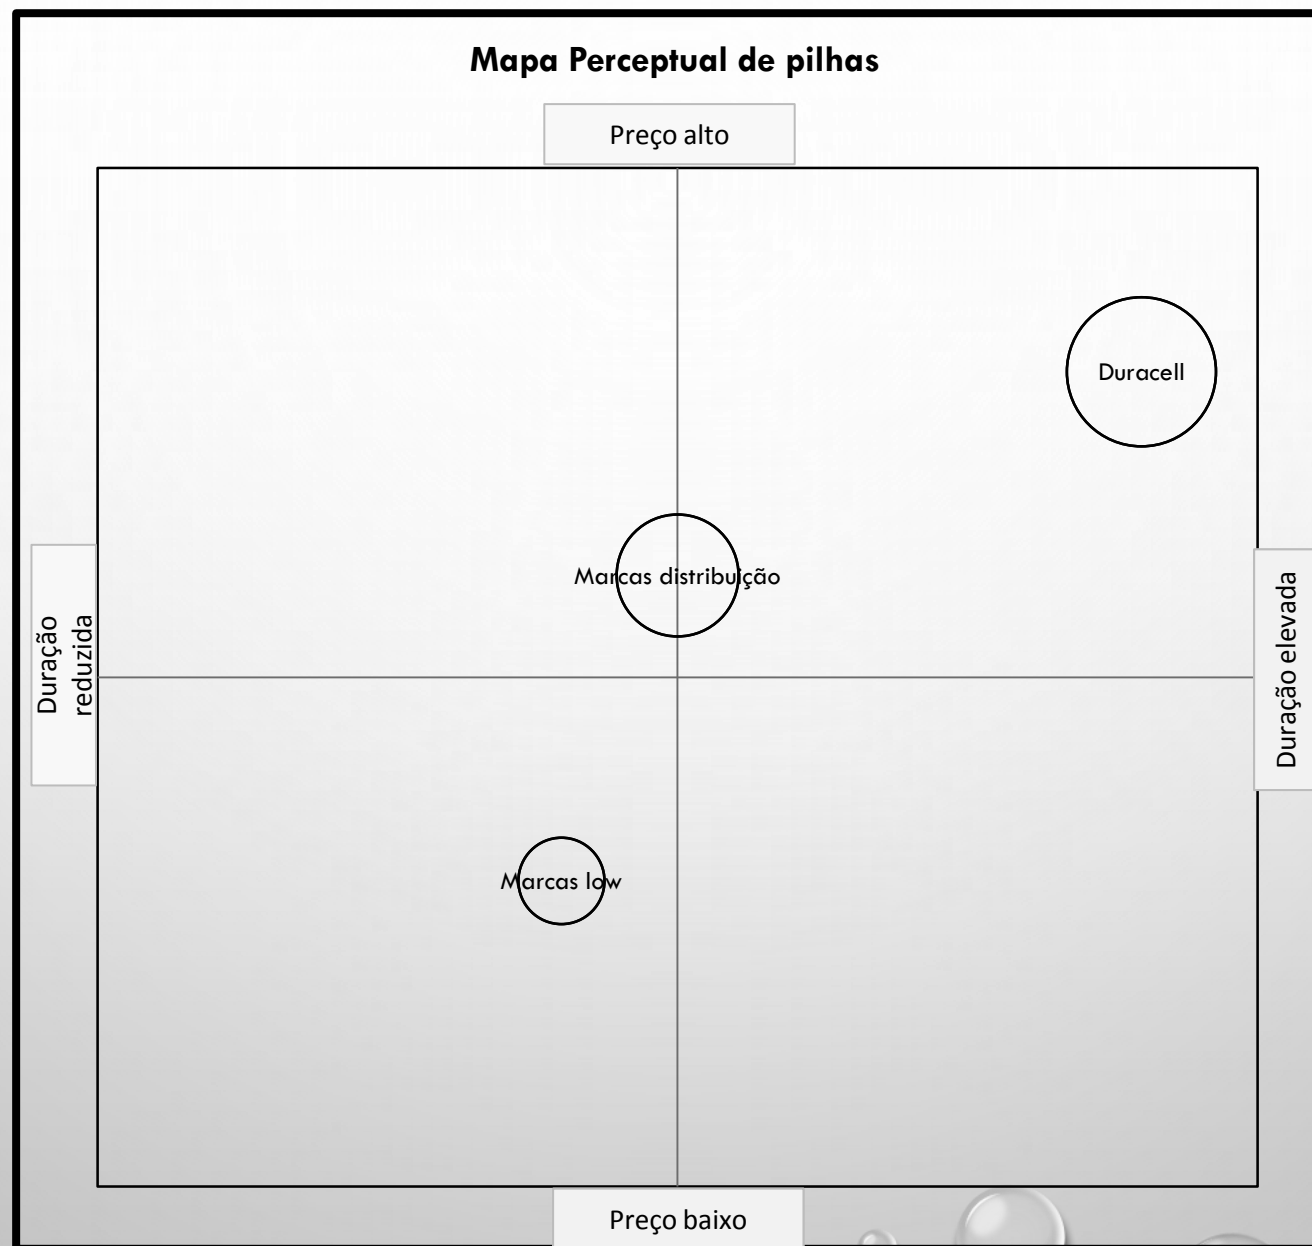 Mapa Perceptual de pilhas
Preço alto
Duracell
Marcas distribuição
Duração
reduzida
Duração elevada
Marcas low
Preço baixo